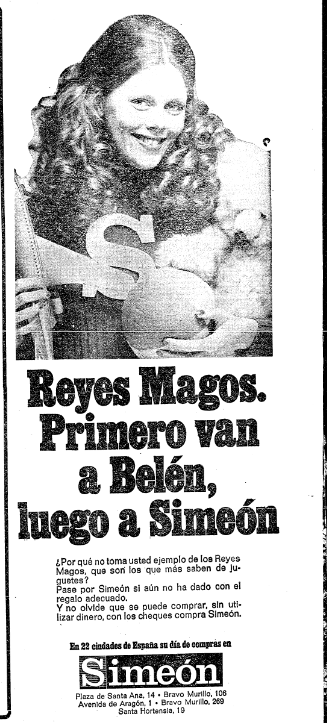 S
Reyes Magos.
Primero van
a Belén,
luego a Simeón
¿Por qué no toma usted ejemplo de los Reyes
Magos, que son los que más saben de ju-
guetes?
Pase por Simeón si aún no ha dado con el
regalo adecuado.
Y no olvide que se puede comprar, sin uti-
lizar dinero, con los cheques compra Simeón.
En 22 ciudades de España su día de compras en
Simeón
Plaza de Santa Ana, 14 • Bravo Murillo, 106
Avenida de Aragón, 1 • Bravo Murillo, 269
Santa Hortensia, 19